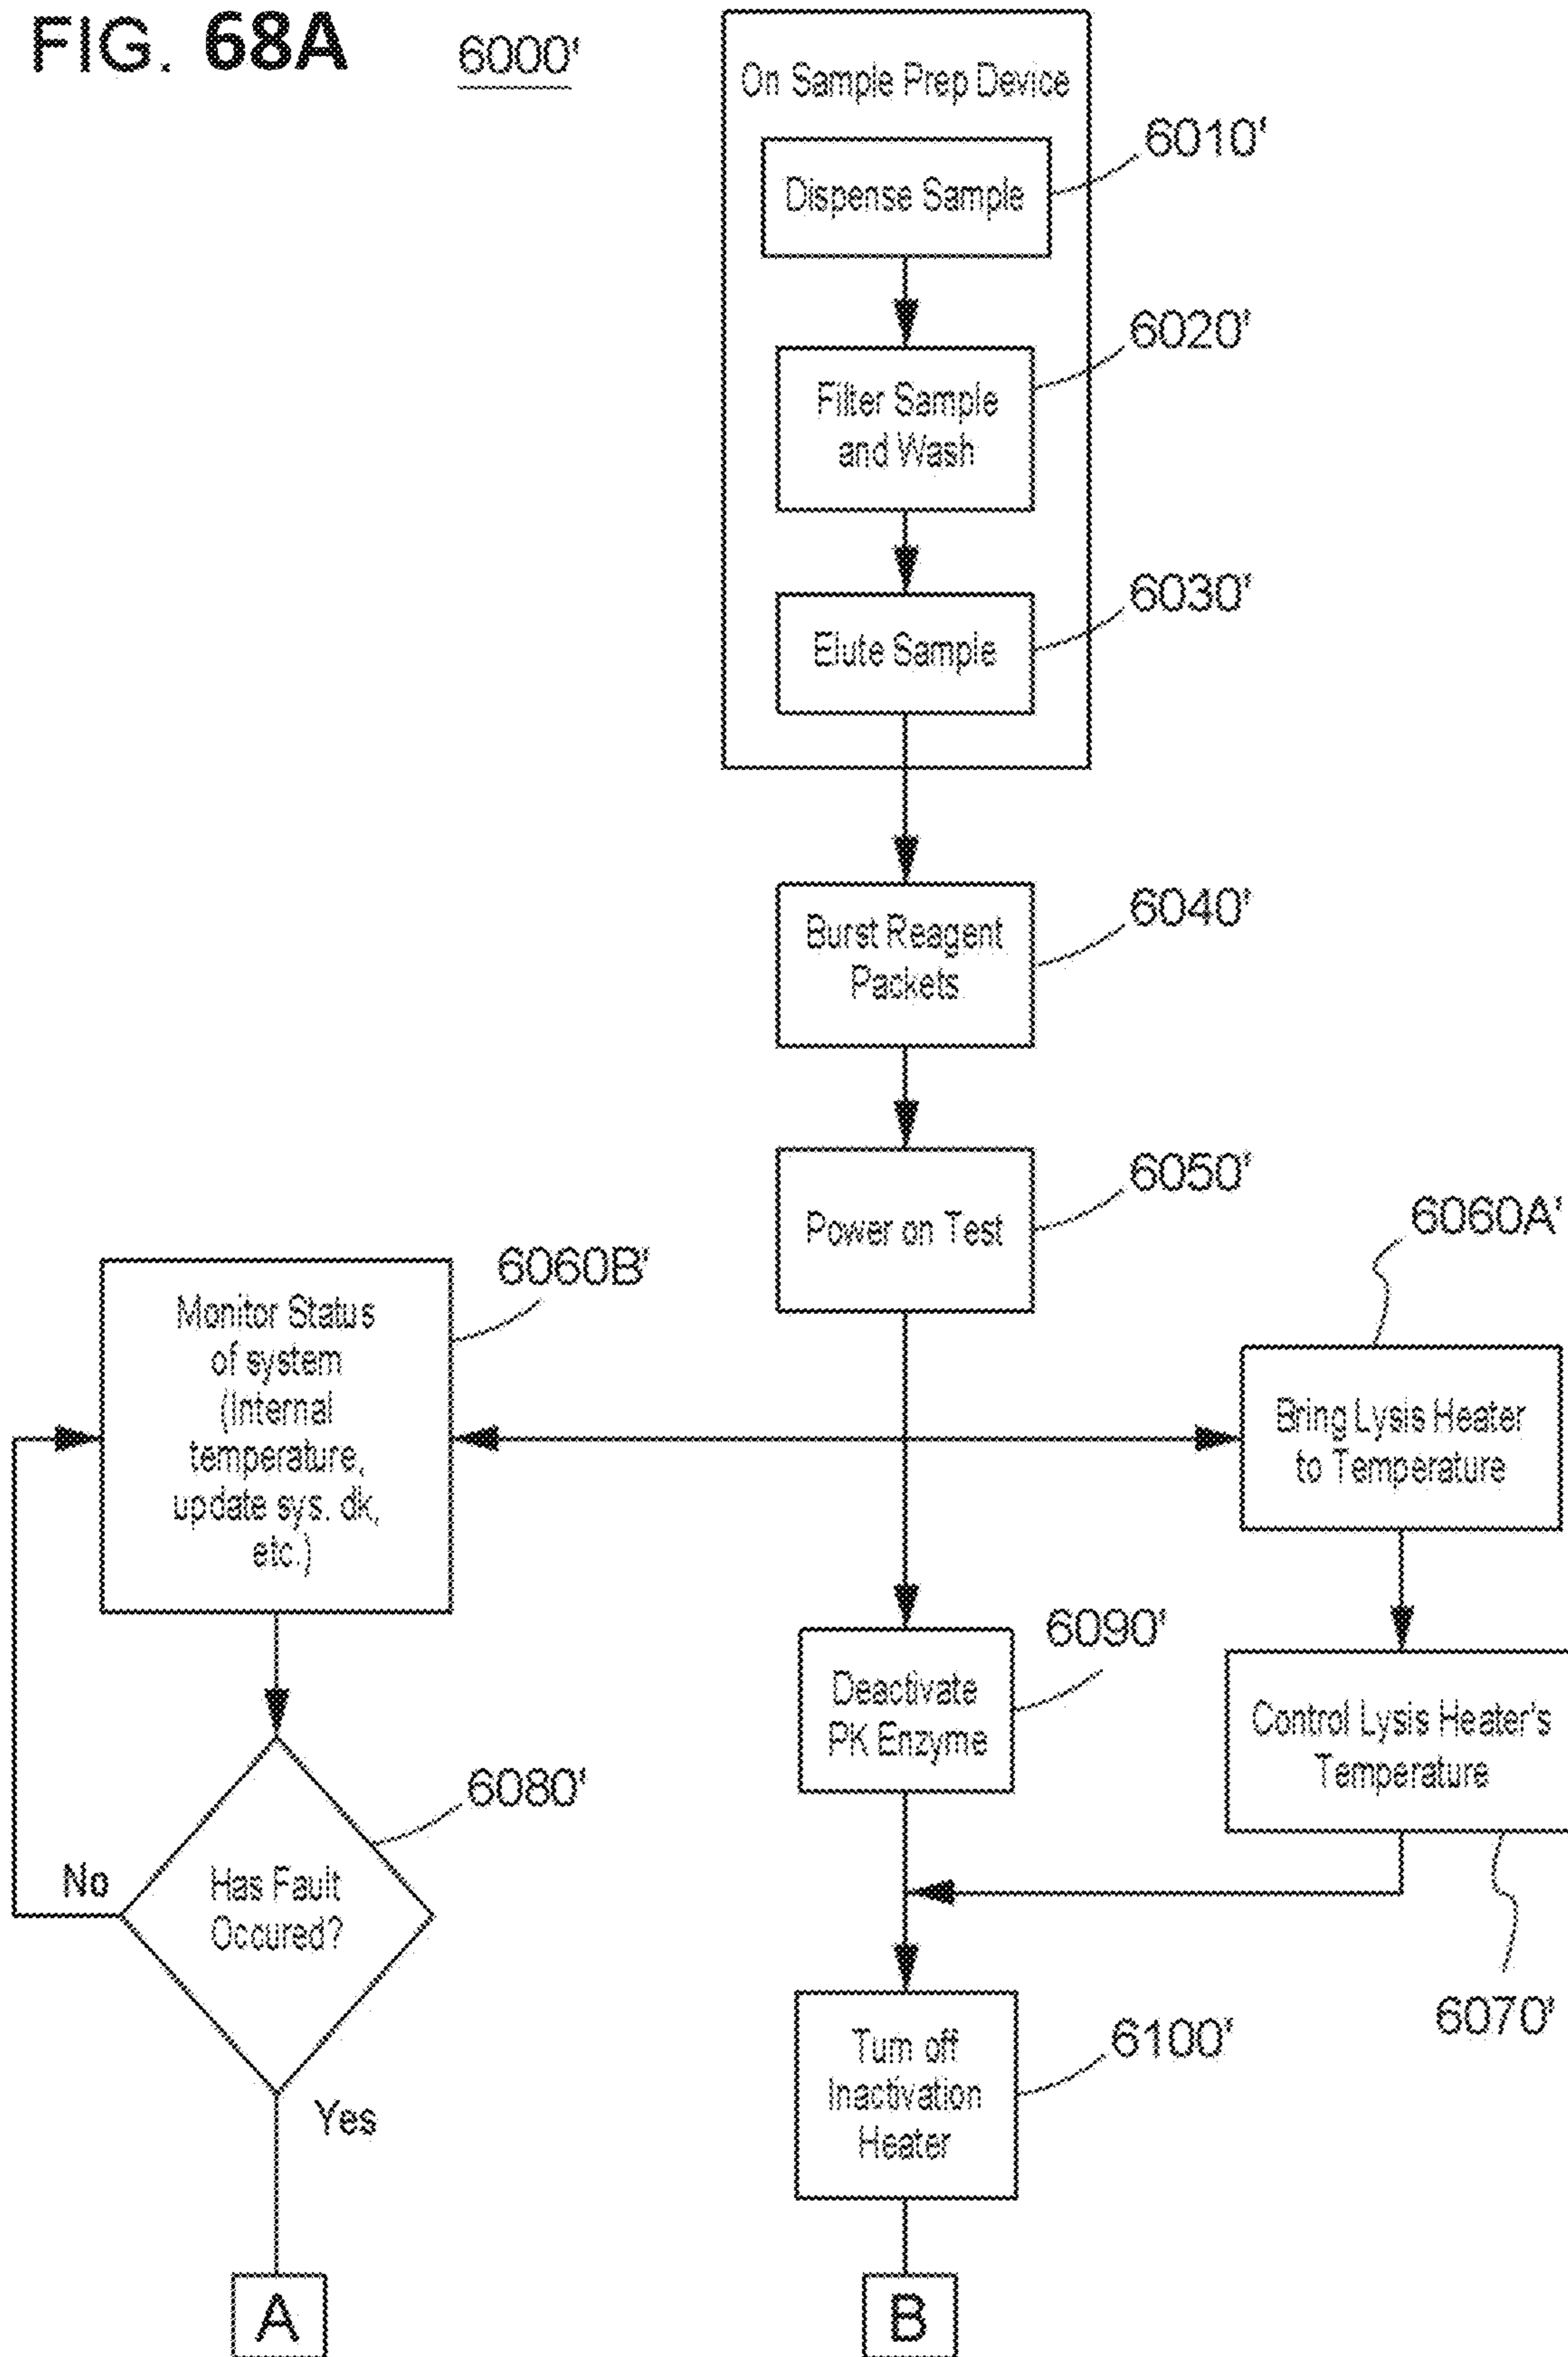 FIG. 68A
6000'
On Sample Prep Device
6010'
Dispense Sample
6020'
Filter Sample
and Wash
6030'
Elute Sample
6040'
Burst Reagent
Packets
6050'
Power on Test
6060A'
6060B'
Monitor Status
of system
(Internal
temperature,
update sys. dk,
etc.)
Bring Lysis Heater
to Temperature
6090'
Deactivate
PK Enzyme
Control Lysis Heater's
Temperature
6080'
No
Has Fault
Occured?
6070'
6100'
Turn off
Inactivation
Heater
Yes
A
B